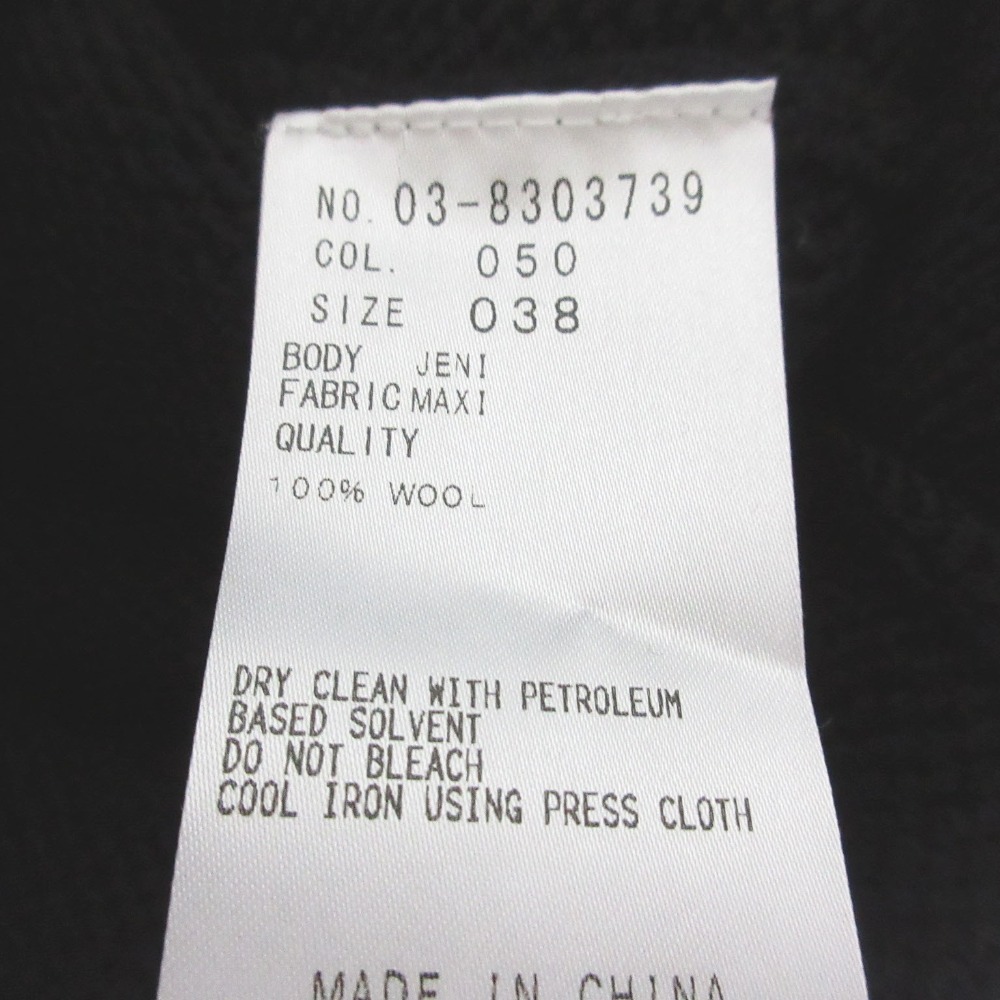 NO. 03-8303739
COL. 050
SIZE 038
BODY JENI
FABRIC MAXI
QUALITY
100% WOOL
DRY CLEAN WITH PETROLEUM
BASED SOLVENT
DO NOT BLEACH
COOL IRON USING PRESS CLOTH
MADE IN CHINA